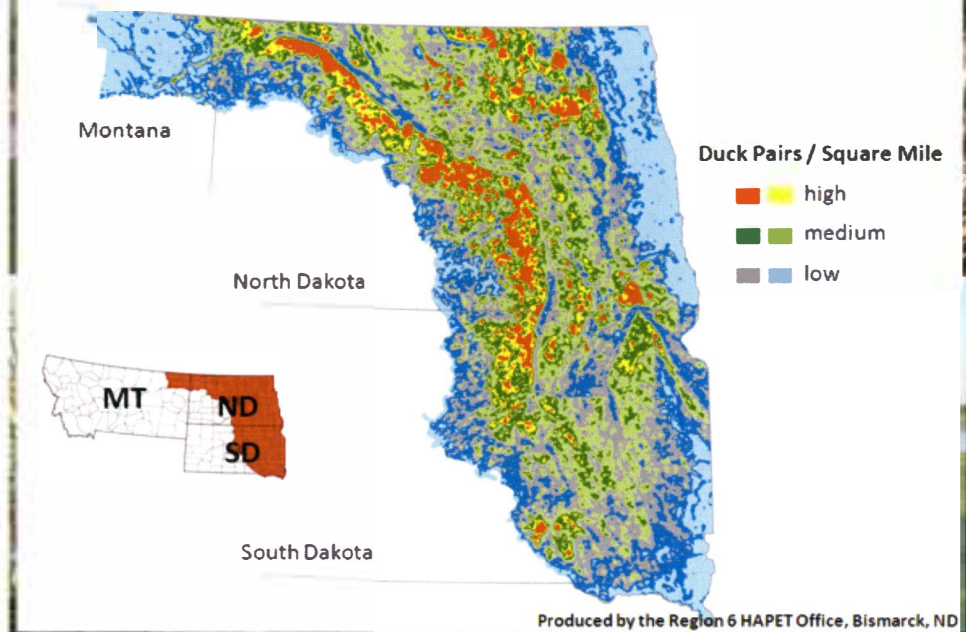 Montana
Duck Pairs / Square Mile
high
medium
low
North Dakota
MT
ND
SD
South Dakota
Produced by the Region 6 HAPET Office, Bismarck, ND